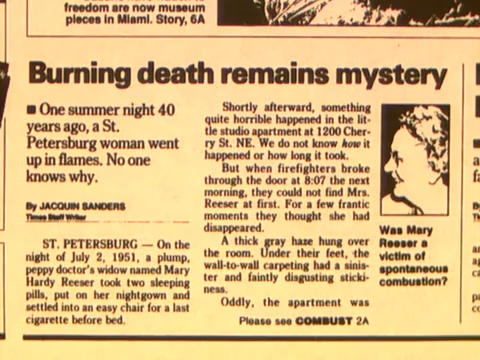 freedom are now museum
pieces in Miami. Story, 6A
Burning death remains mystery
■ One summer night 40
years ago, a St.
Petersburg woman went
up in flames. No one
knows why.
By JACQUIN SANDERS
Times Staff Writer
ST. PETERSBURG — On the
night of July 2, 1951, a plump,
peppy doctor's widow named Mary
Hardy Reeser took two sleeping
pills, put on her nightgown and
settled into an easy chair for a last
cigarette before bed.
Shortly afterward, something
quite horrible happened in the lit-
tle studio apartment at 1200 Cher-
ry St. NE. We do not know how it
happened or how long it took.
But when firefighters broke
through the door at 8:07 the next
morning, they could not find Mrs.
Reeser at first. For a few frantic
moments they thought she had
disappeared.
A thick gray haze hung over
the room. Under their feet, the
wall-to-wall carpeting had a sinis-
ter and faintly disgusting sticki-
ness.
Oddly, the apartment was
Please see COMBUST 2A
Was Mary
Reeser a
victim of
spontaneous
combustion?